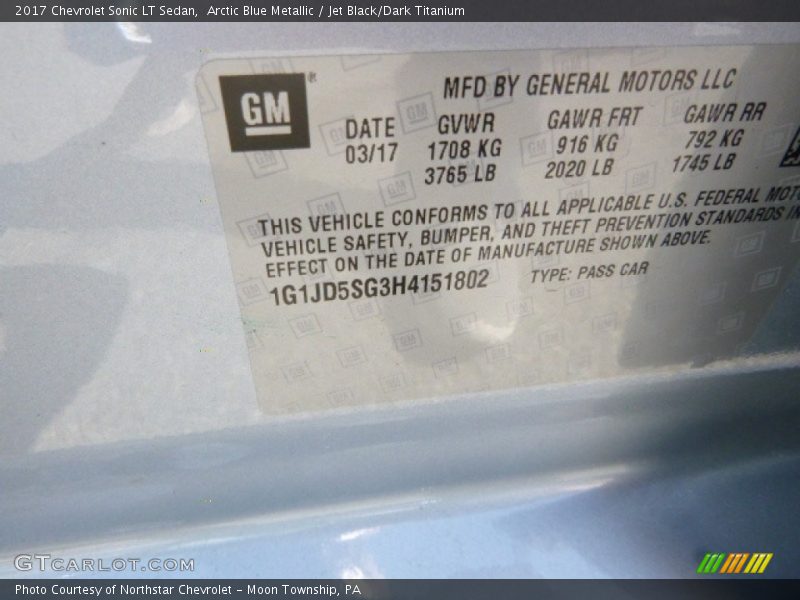 2017 Chevrolet Sonic LT Sedan,  Arctic Blue Metallic / Jet Black/Dark Titanium
GM ®
MFD BY GENERAL MOTORS LLC
DATE GVWR GAWR FRT GAWR RR
03/17 1708 KG 916 KG 792 KG
3765 LB 2020 LB 1745 LB
THIS VEHICLE CONFORMS TO ALL APPLICABLE U.S. FEDERAL
VEHICLE SAFETY, BUMPER, AND THEFT PREVENTION STANDARDS IN
EFFECT ON THE DATE OF MANUFACTURE SHOWN ABOVE.
1G1JD5SG3H4151802 TYPE: PASS CAR
GTCARLOT.COM
Photo Courtesy of Northstar Chevrolet - Moon Township, PA